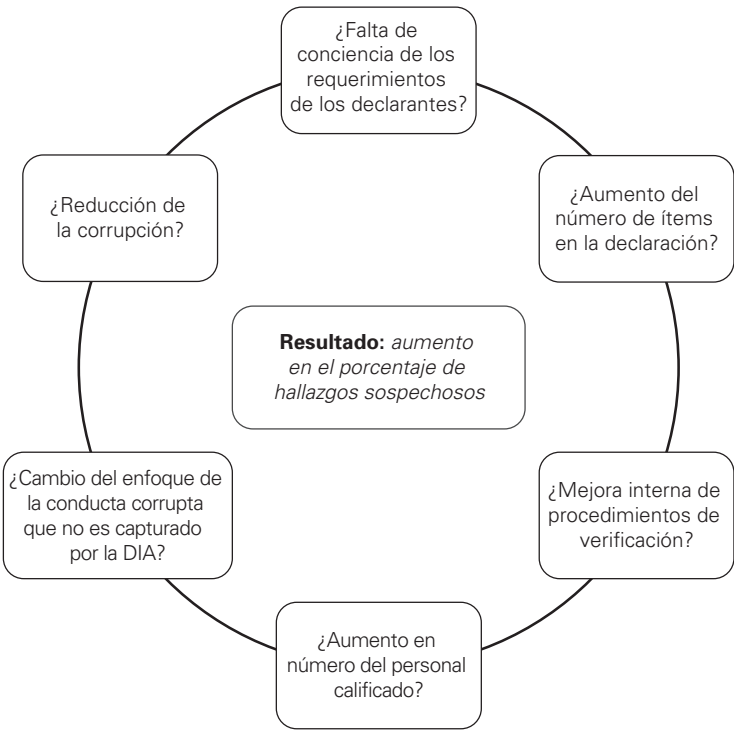 ¿Falta de
conciencia de los
requerimientos
de los declarantes?
¿Aumento del
número de ítems
en la declaración?
¿Mejora interna de
procedimientos de
verificación?
¿Aumento en
número del personal
calificado?
¿Cambio del enfoque de
la conducta corrupta
que no es capturado
por la DIA?
¿Reducción de
la corrupción?
Resultado: aumento
en el porcentaje de
hallazgos sospechosos